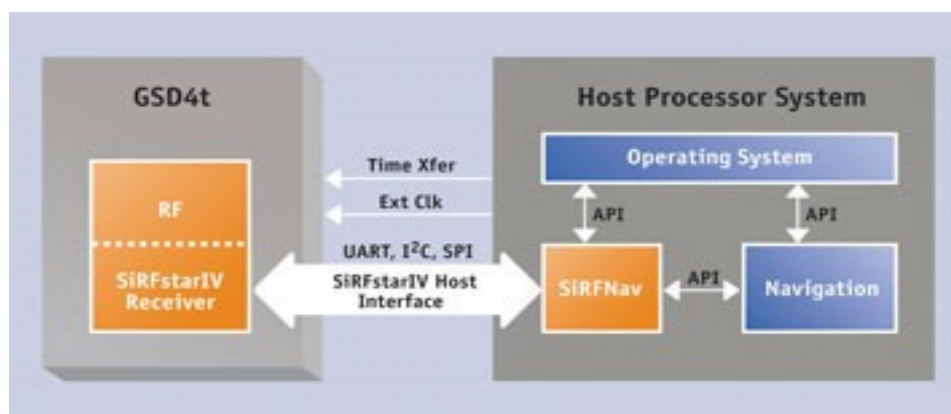 GSD4t
Host Processor System
Operating System
Time Xfer
Ext Clk
API
API
RF
UART, I²C, SPI
SiRFstarIV
Receiver
SiRFstarIV Host
Interface
SiRFNav
API
Navigation